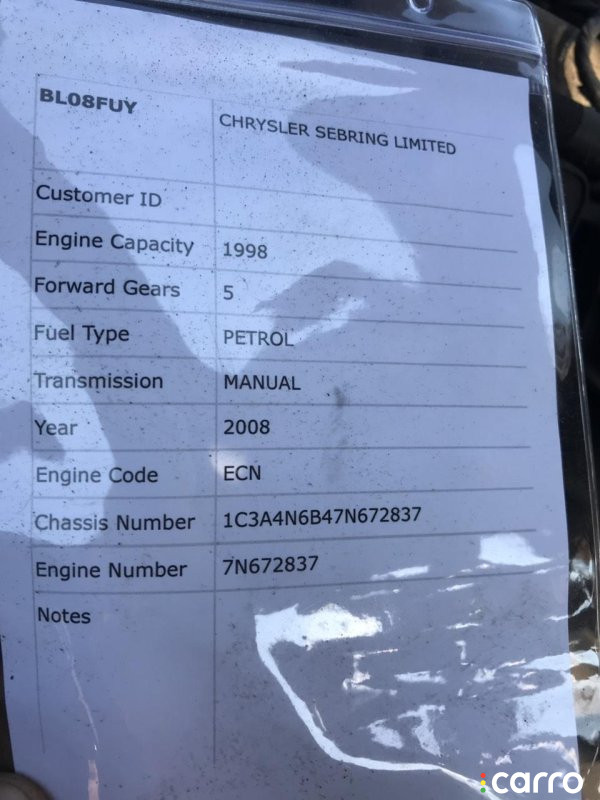 BL08FUY CHRYSLER SEBRING LIMITED
Customer ID
Engine Capacity 1998
Forward Gears 5
Fuel Type PETROL
Transmission MANUAL
Year 2008
Engine Code ECN
Chassis Number 1C3A4N6B47N672837
Engine Number 7N672837
Notes
carro